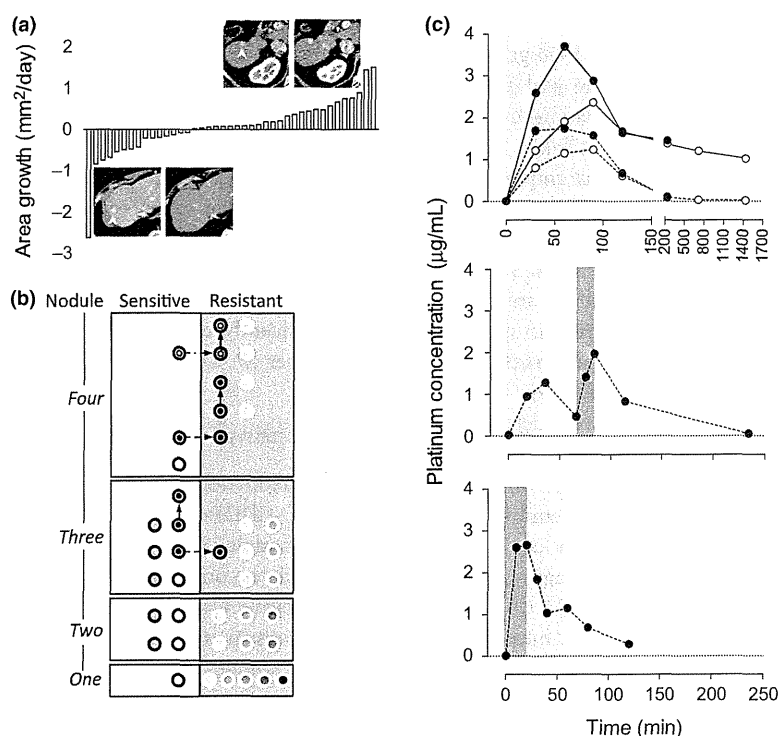 (a)
Area growth (mm²/day)
2
1
0
–1
–2
–3
(b)
Nodule Sensitive Resistant
Four
Three
Two
One
(c)
Platinum concentration (µg/mL)
4
3
2
1
0
0
50
100
150
200
500
800
1100
1400
1700
4
3
2
1
0
4
3
2
1
0
0 50 100 150 200 250
Time (min)